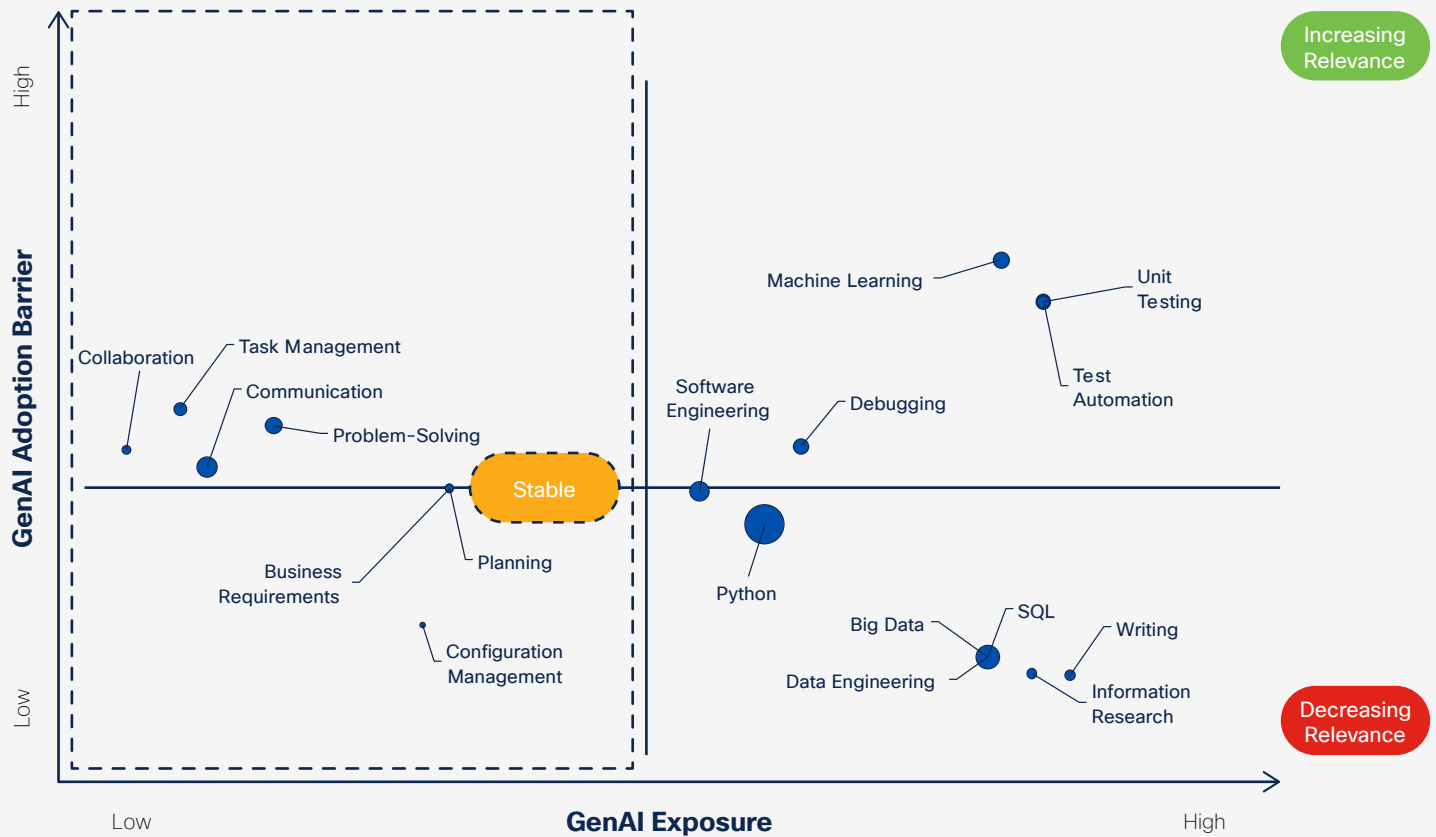 Increasing
Relevance
High
GenAI Adoption Barrier
Low
Machine Learning
Unit
Testing
Test
Automation
Collaboration
Task Management
Communication
Problem-Solving
Software
Engineering
Debugging
Stable
Business
Requirements
Planning
Python
Configuration
Management
Big Data
SQL
Data Engineering
Writing
Information
Research
Decreasing
Relevance
Low
GenAI Exposure
High